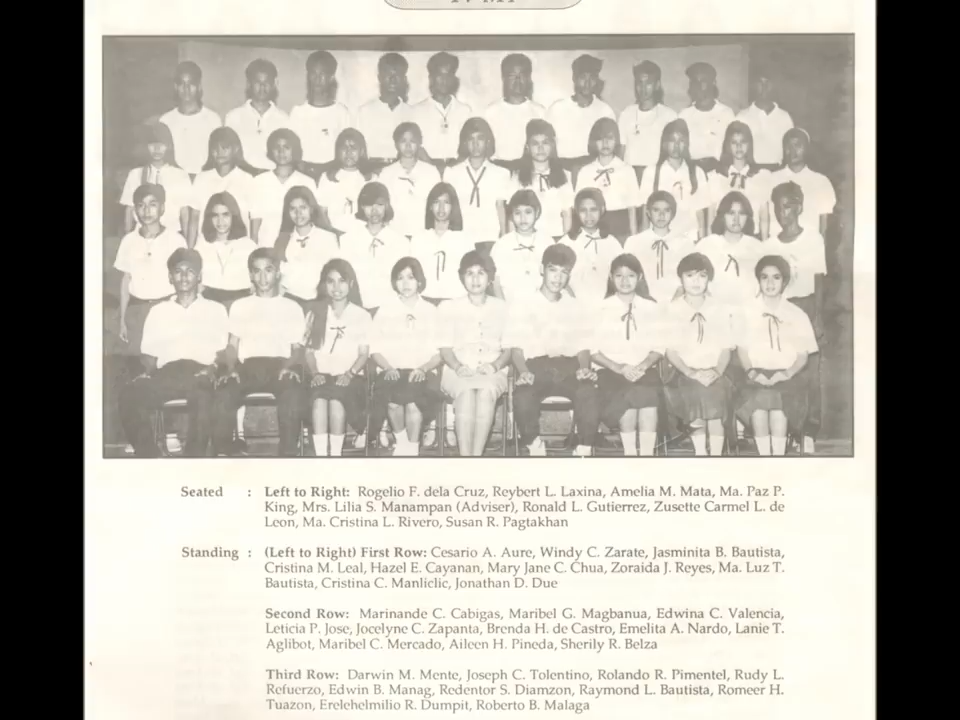 Seated : Left to Right: Rogelio F. dela Cruz, Reybert L. Laxina, Amelia M. Mata, Ma. Paz P.
King, Mrs. Lilia S. Manampan (Adviser), Ronald L. Gutierrez, Zusette Carmel L. de
Leon, Ma. Cristina L. Rivero, Susan R. Pagtakhan
Standing : (Left to Right) First Row: Cesario A. Aure, Windy C. Zarate, Jasminita B. Bautista,
Cristina M. Leal, Hazel E. Cayanan, Mary Jane C. Chua, Zoraida J. Reyes, Ma. Luz T.
Bautista, Cristina C. Manliclic, Jonathan D. Due
Second Row: Marinande C. Cabigas, Maribel G. Magbanua, Edwina C. Valencia,
Leticia P. Jose, Jocelyne C. Zapanta, Brenda H. de Castro, Emelita A. Nardo, Lanie T.
Aglibot, Maribel C. Mercado, Aileen H. Pineda, Sherily R. Belza
Third Row: Darwin M. Mente, Joseph C. Tolentino, Rolando R. Pimentel, Rudy L.
Refuerzo, Edwin B. Manag, Redentor S. Diamzon, Raymond L. Bautista, Romeer H.
Tuazon, Erelchelmilio R. Dumpit, Roberto B. Malaga